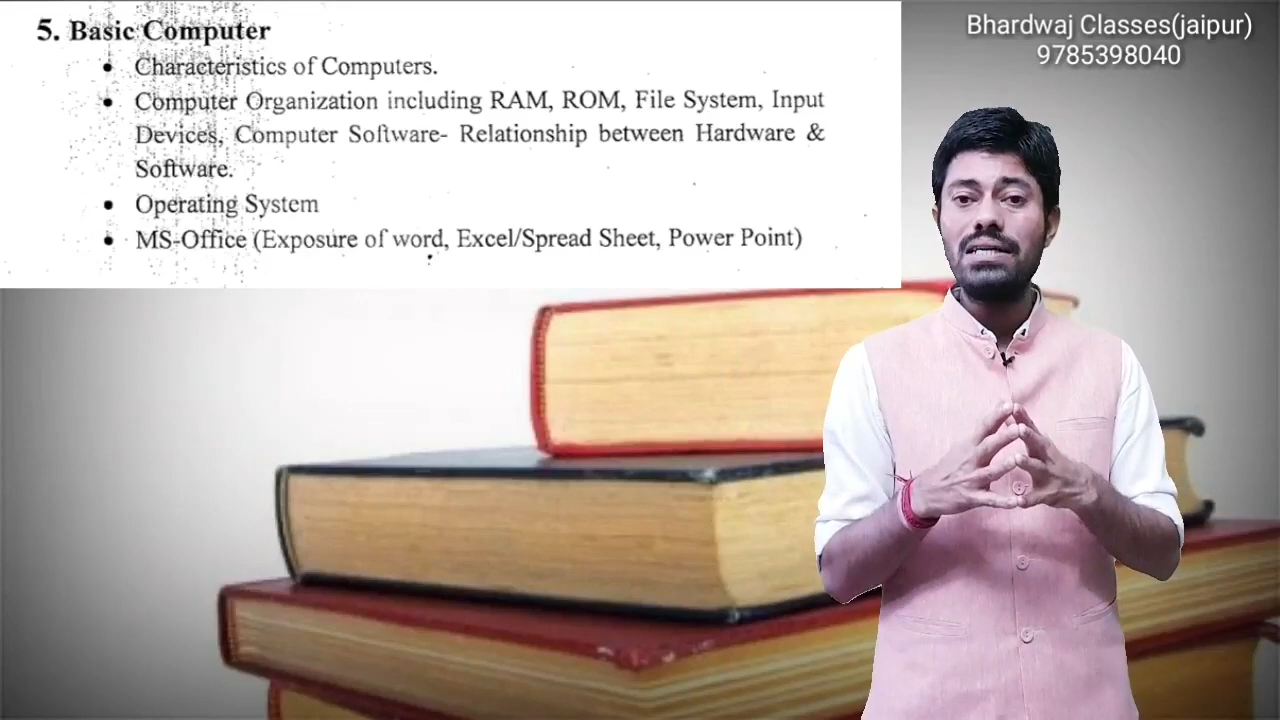 5. Basic Computer
• Characteristics of Computers.
• Computer Organization including RAM, ROM, File System, Input
Devices, Computer Software- Relationship between Hardware &
Software.
• Operating System
• MS-Office (Exposure of word, Excel/Spread Sheet, Power Point)
Bhardwaj Classes(jaipur)
9785398040